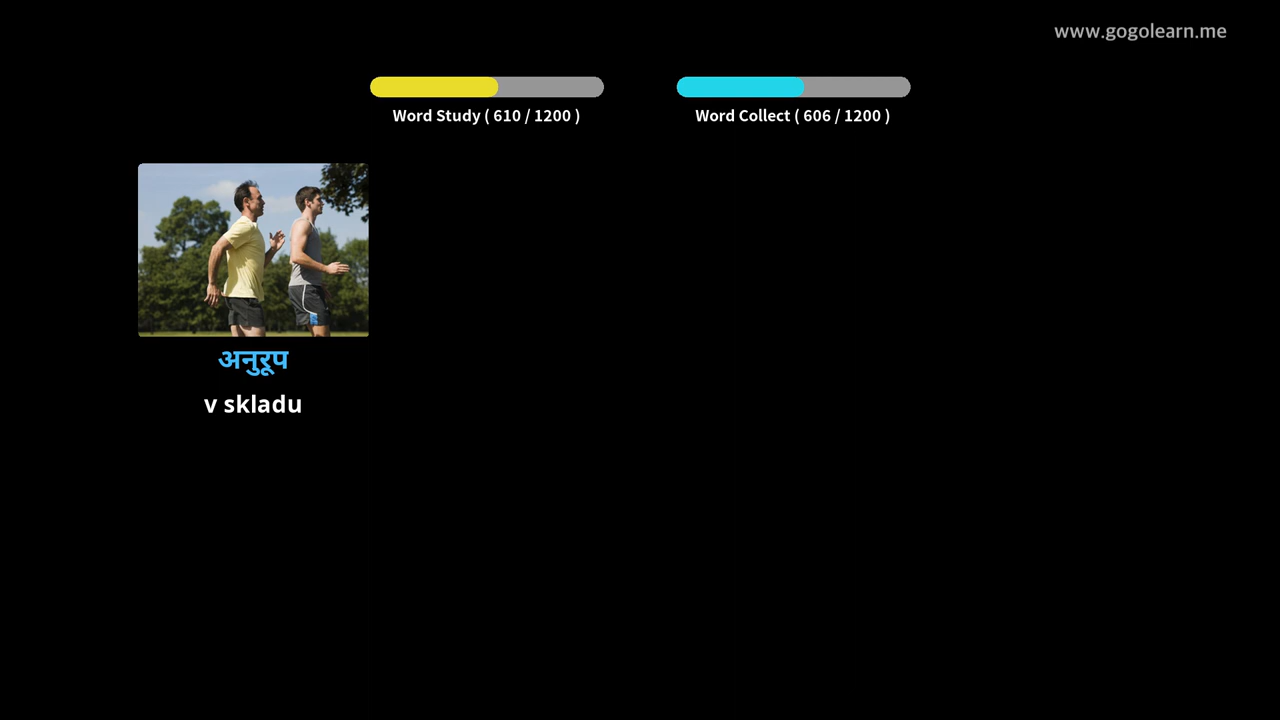 www.gogolearn.me
Word Study ( 610 / 1200 )
Word Collect ( 606 / 1200 )
अनुरूप
v skladu